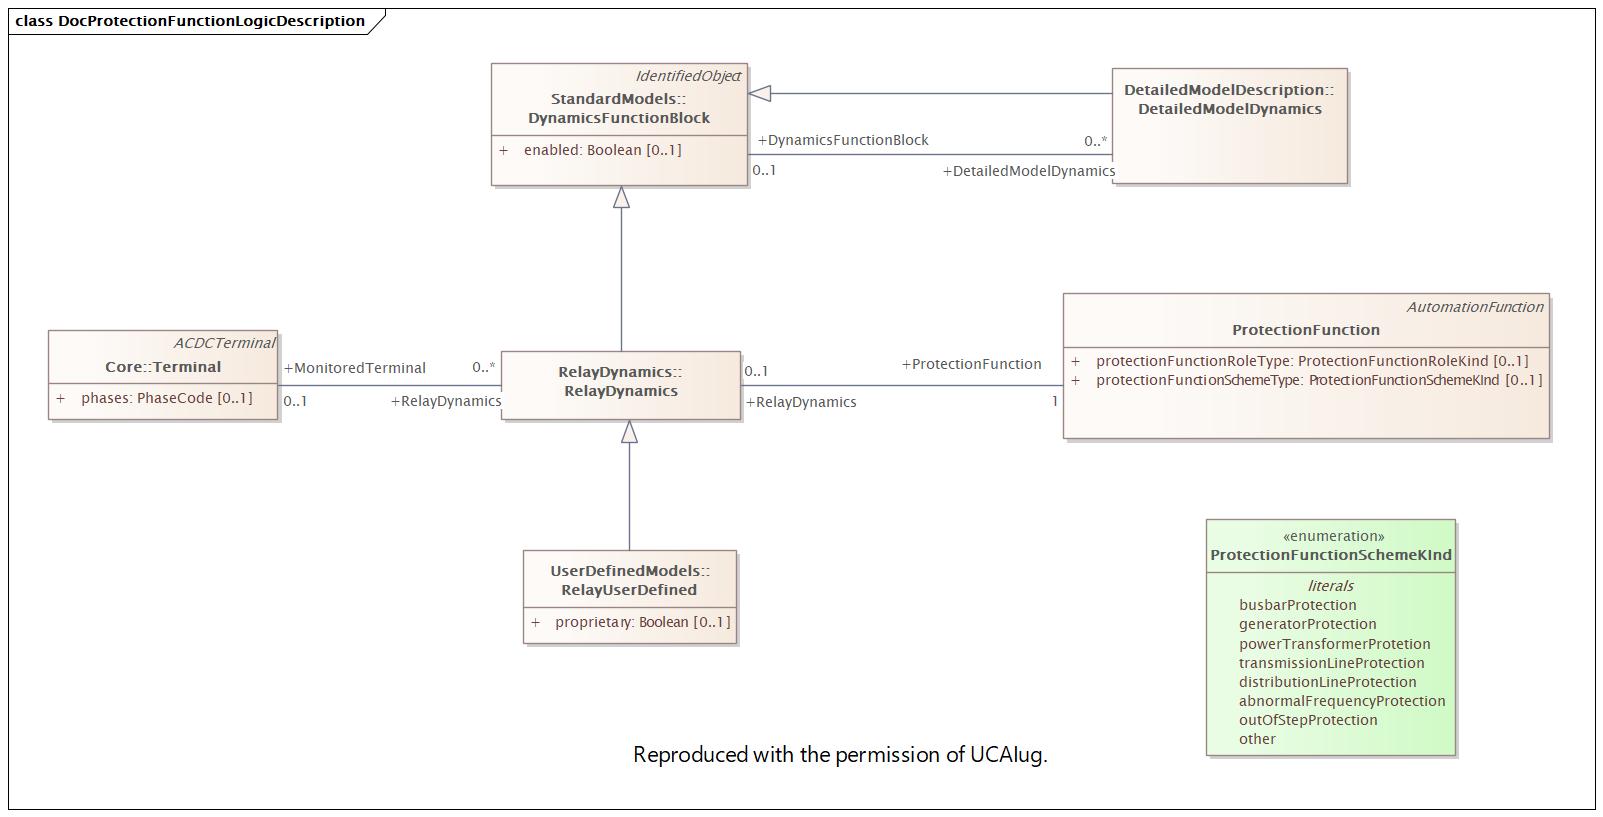 class DocProtectionFunctionLogicDescription
IdentifiedObject
StandardModels::
DynamicsFunctionBlock
+ enabled: Boolean [0..1]
DetailedModelDescription::
DetailedModelDynamics
+DynamicsFunctionBlock
0..*
0..1
+DetailedModelDynamics
ACDCTerminal
Core::Terminal
+ phases: PhaseCode [0..1]
+MonitoredTerminal
0..*
0..1
+RelayDynamics
RelayDynamics::
RelayDynamics
0..1
+ProtectionFunction
+RelayDynamics
1
AutomationFunction
ProtectionFunction
+ protectionFunctionRoleType: ProtectionFunctionRoleKind [0..1]
+ protectionFunctionSchemeType: ProtectionFunctionSchemeKInd [0..1]
UserDefinedModels::
RelayUserDefined
+ proprietary: Boolean [0..1]
«enumeration»
ProtectionFunctionSchemeKInd
literals
busbarProtection
generatorProtection
powerTransformerProtetion
transmissionLineProtection
distributionLineProtection
abnormalFrequencyProtection
outOfStepProtection
other
Reproduced with the permission of UCAIug.